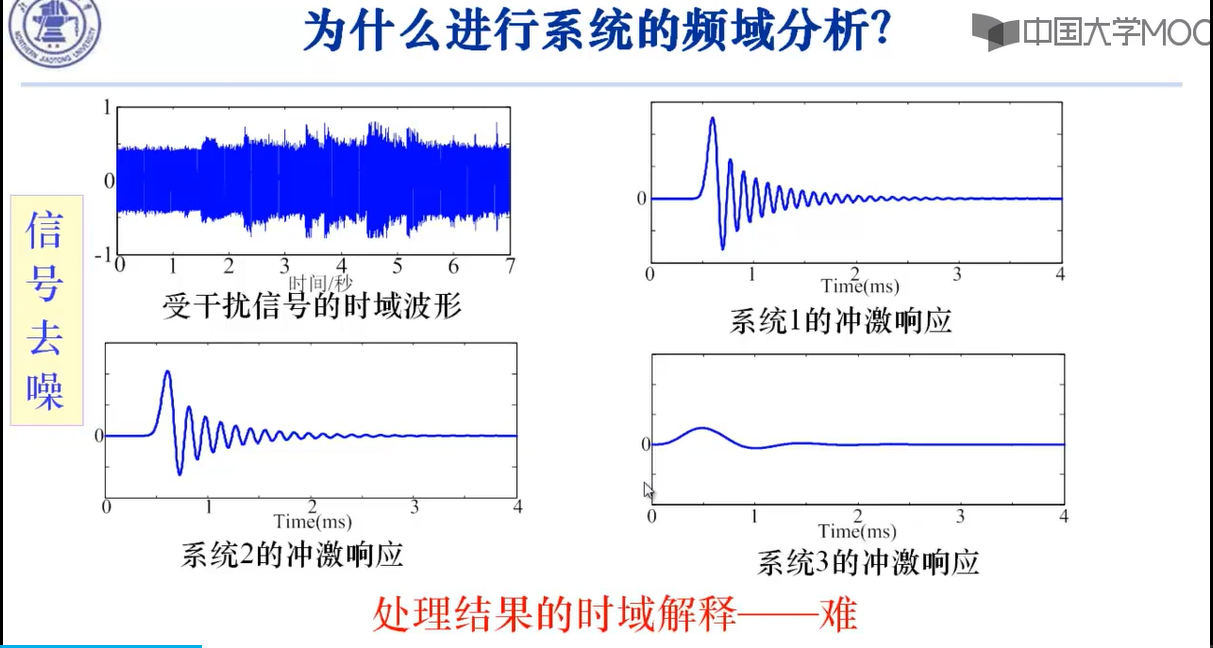 为什么进行系统的频域分析?
中国大学MOO
NORTHERN JIAOTONG UNIVERSITY
信号去噪
1
0
-1
0 1 2 3 4 5 6 7
时间/秒
受干扰信号的时域波形
0
0 1 2 3 4
Time(ms)
系统1的冲激响应
0
0 1 2 3 4
Time(ms)
系统2的冲激响应
0
0 1 2 3 4
Time(ms)
系统3的冲激响应
处理结果的时域解释——难